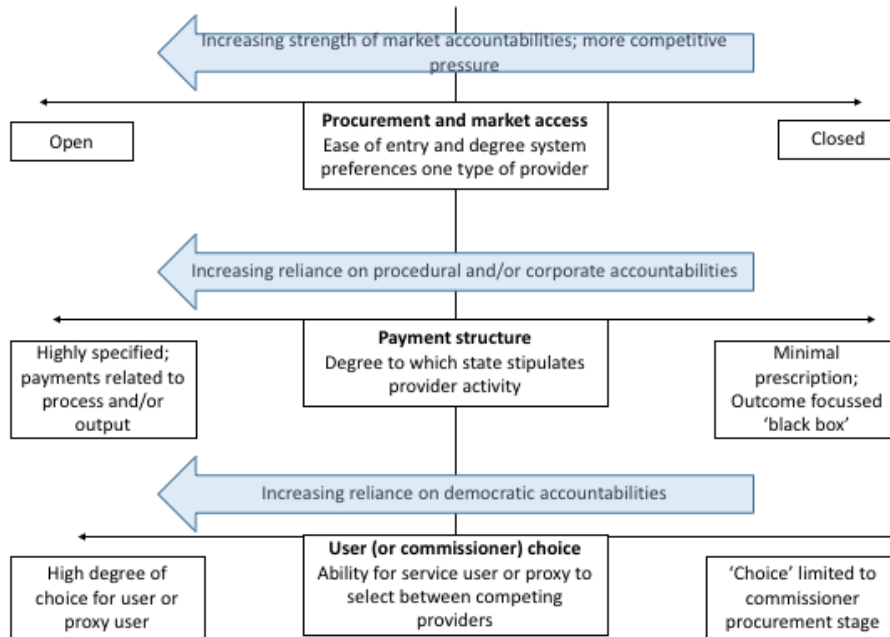 Increasing strength of market accountabilities; more competitive
pressure
Procurement and market access
Ease of entry and degree system
preferences one type of provider
Open
Closed
Increasing reliance on procedural and/or corporate accountabilities
Payment structure
Degree to which state stipulates
provider activity
Highly specified;
payments related to
process and/or
output
Minimal
prescription;
Outcome focussed
‘black box’
Increasing reliance on democratic accountabilities
User (or commissioner) choice
Ability for service user or proxy to
select between competing
providers
High degree of
choice for user or
proxy user
‘Choice’ limited to
commissioner
procurement stage